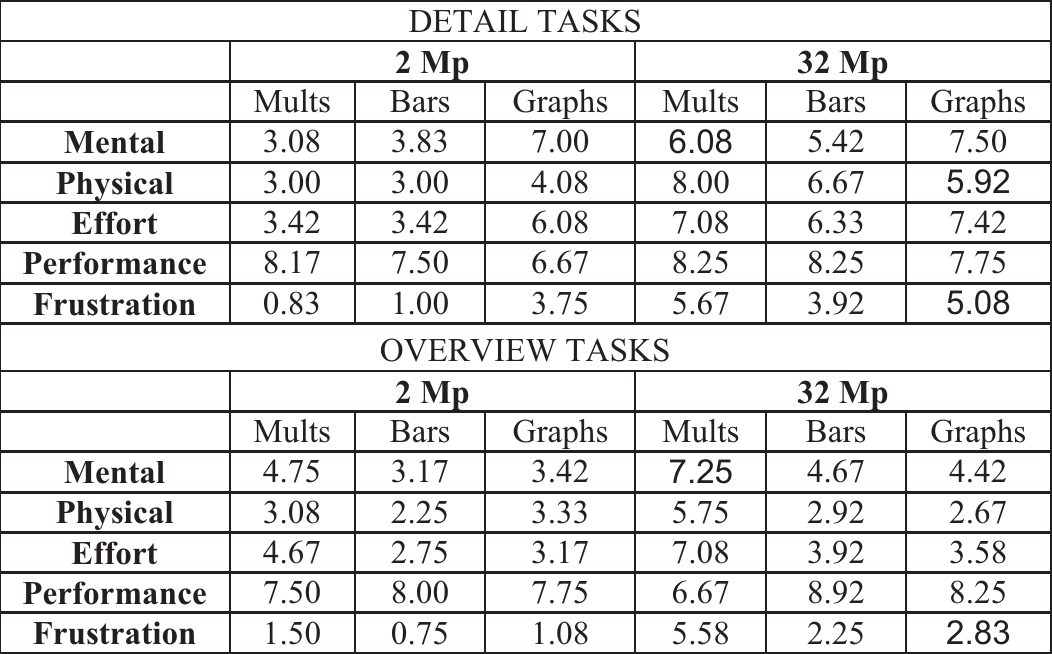 DETAIL TASKS
2 Mp 32 Mp
Mults Bars Graphs Mults Bars Graphs
Mental 3.08 3.83 7.00 6.08 5.42 7.50
Physical 3.00 3.00 4.08 8.00 6.67 5.92
Effort 3.42 3.42 6.08 7.08 6.33 7.42
Performance 8.17 7.50 6.67 8.25 8.25 7.75
Frustration 0.83 1.00 3.75 5.67 3.92 5.08
OVERVIEW TASKS
2 Mp 32 Mp
Mults Bars Graphs Mults Bars Graphs
Mental 4.75 3.17 3.42 7.25 4.67 4.42
Physical 3.08 2.25 3.33 5.75 2.92 2.67
Effort 4.67 2.75 3.17 7.08 3.92 3.58
Performance 7.50 8.00 7.75 6.67 8.92 8.25
Frustration 1.50 0.75 1.08 5.58 2.25 2.83